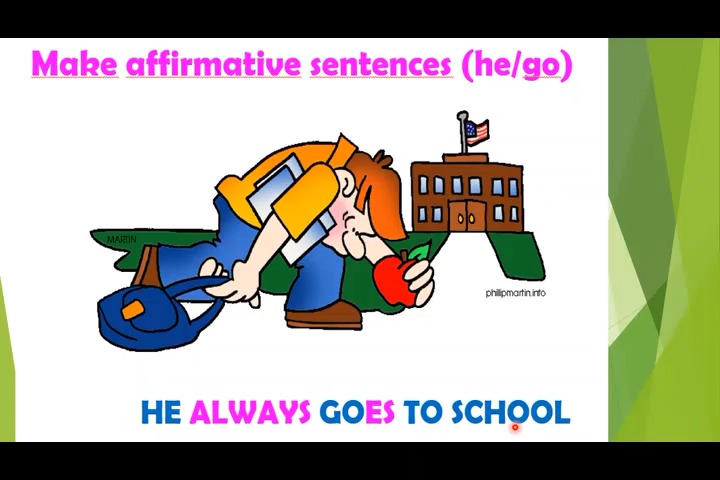 Make affirmative sentences (he/go)
MARTIN
phillipmartin.info
HE ALWAYS GOES TO SCHOOL